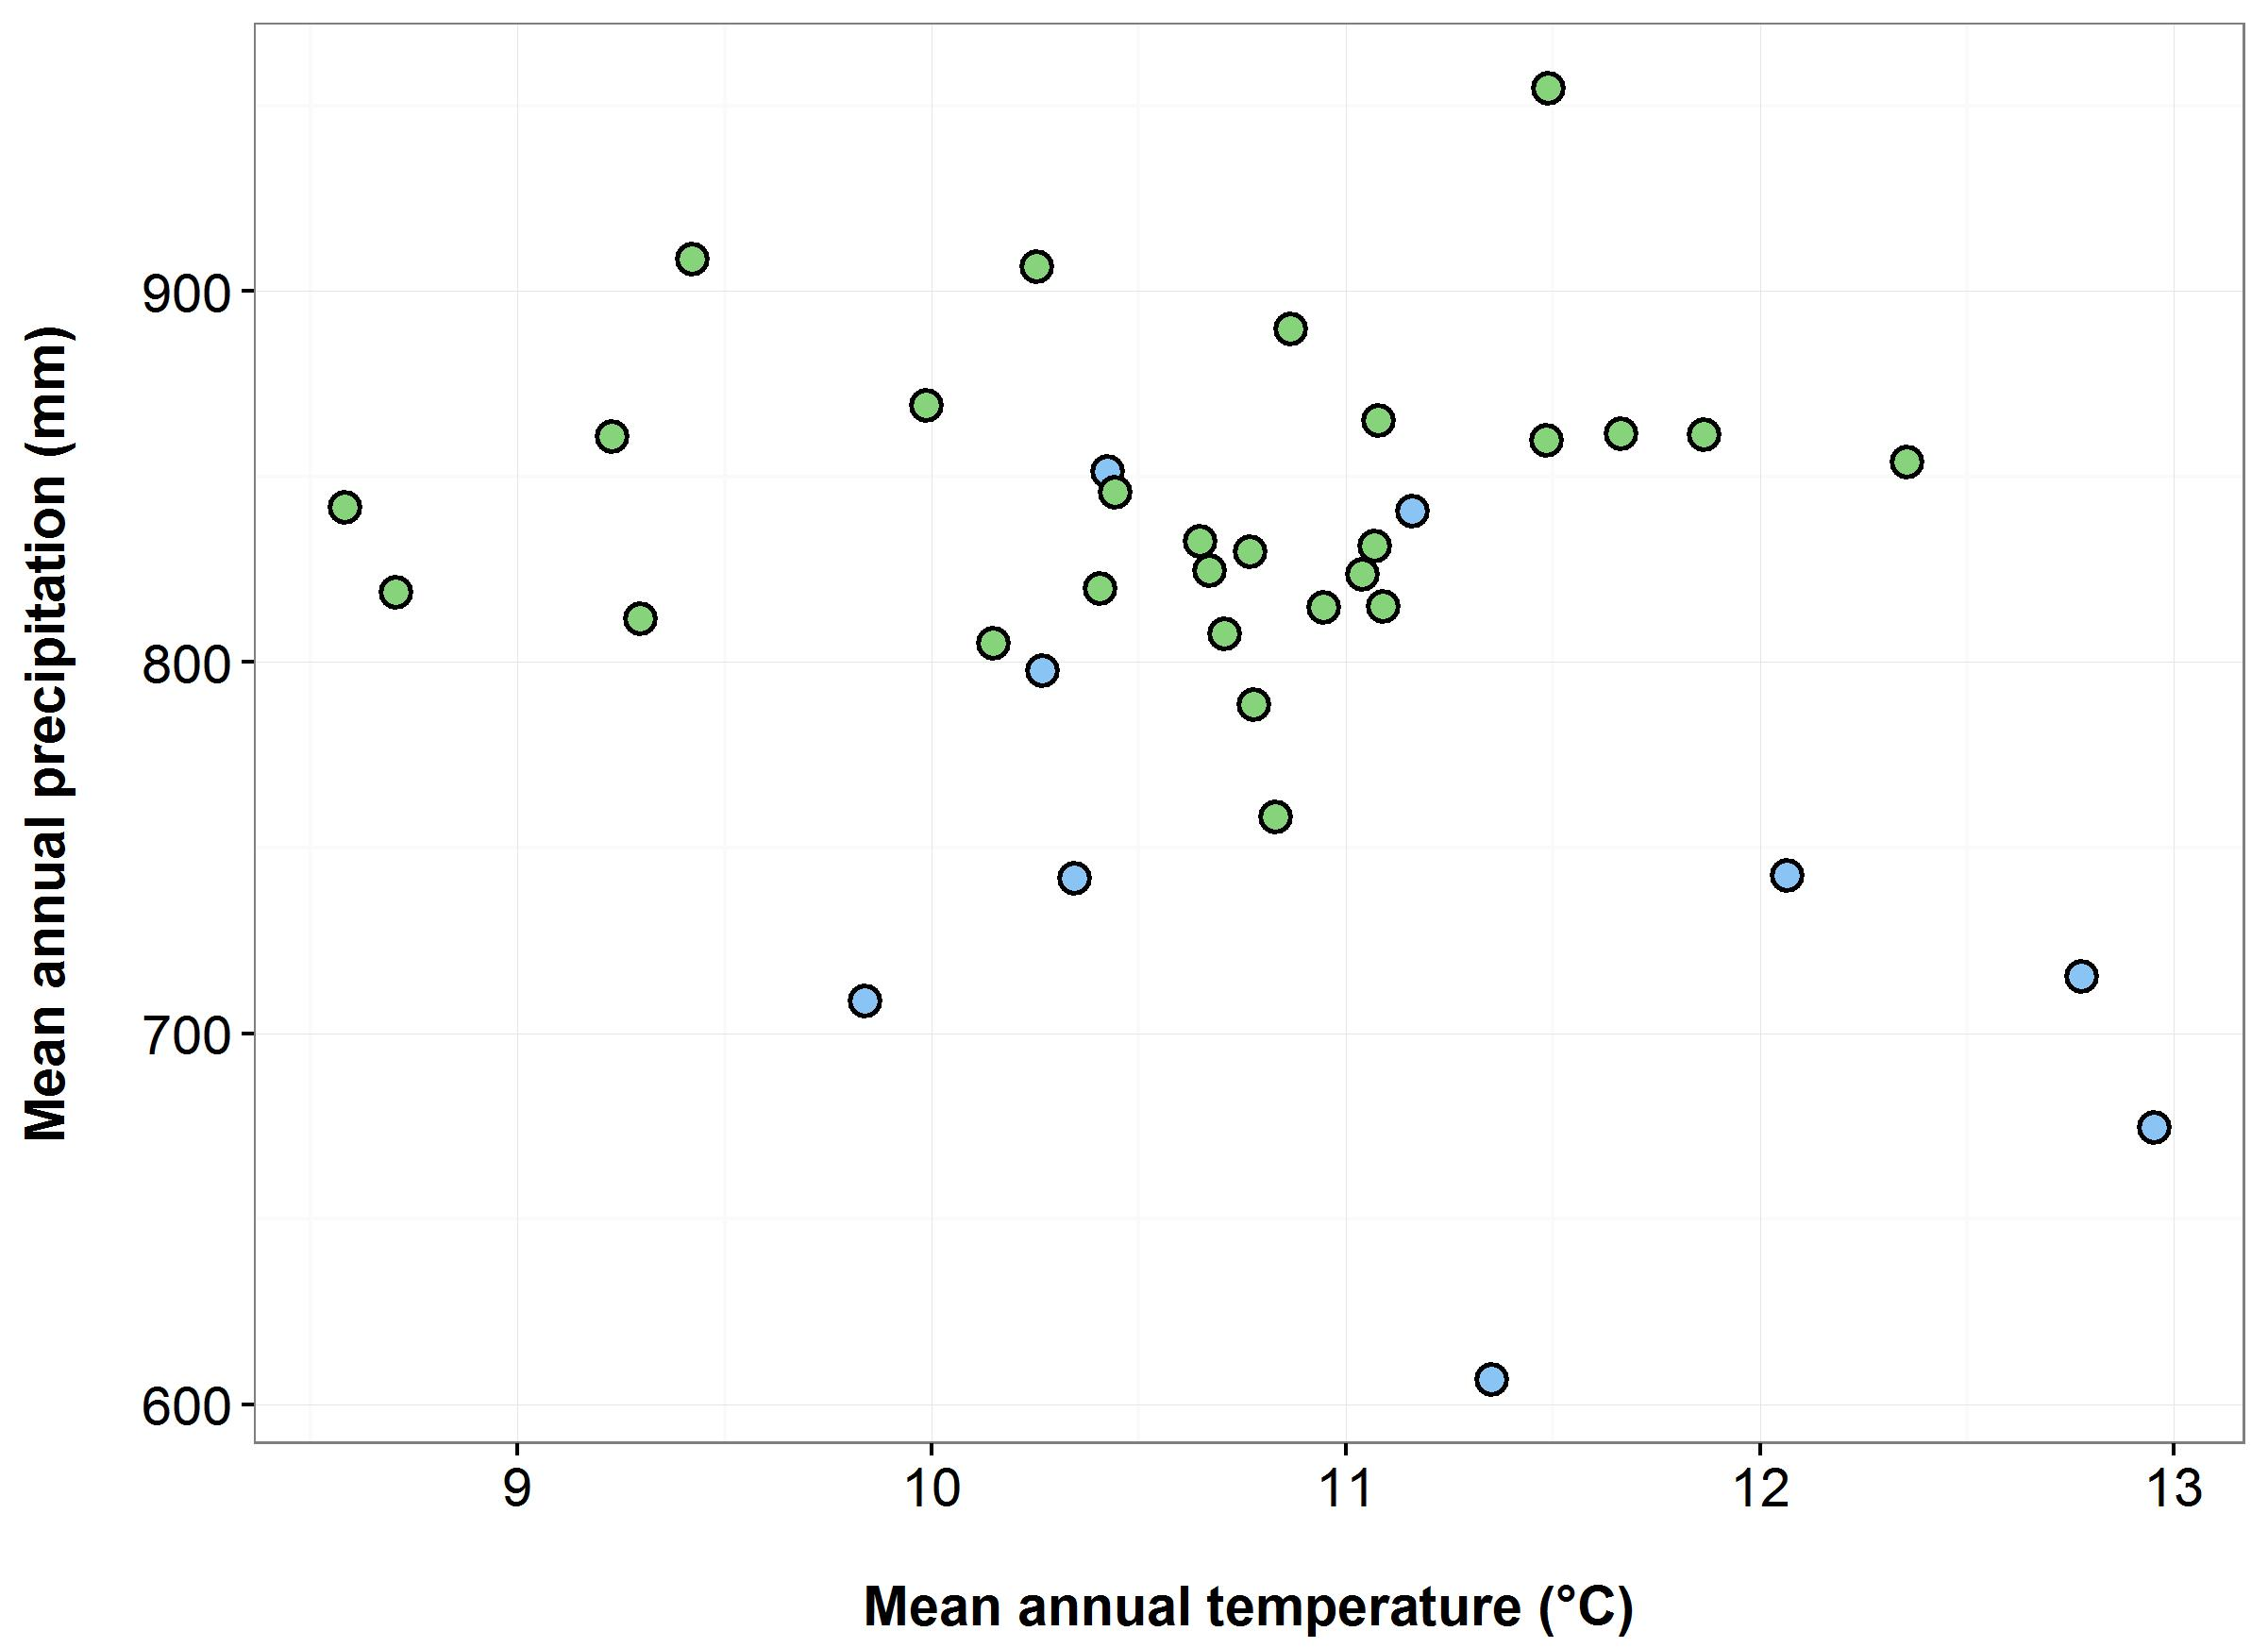 Mean annual precipitation (mm)
900
800
700
600
9 10 11 12 13
Mean annual temperature (°C)